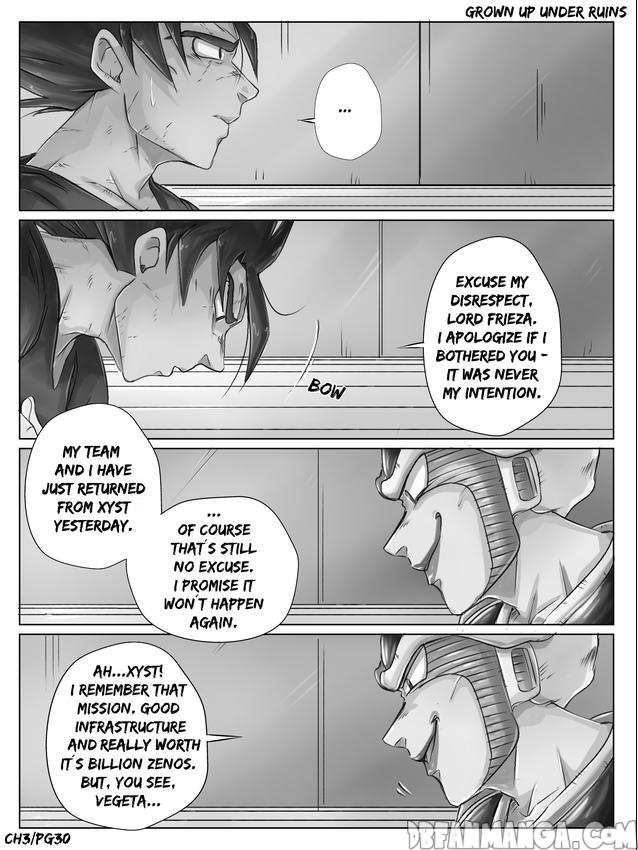 GROWN UP UNDER RUINS
...
EXCUSE MY
DISRESPECT,
LORD FRIEZA.
I APOLOGIZE IF I
BOTHERED YOU -
IT WAS NEVER
MY INTENTION.
BOW
MY TEAM
AND I HAVE
JUST RETURNED
FROM XYST
YESTERDAY.
...
OF COURSE
THAT'S STILL
NO EXCUSE.
I PROMISE IT
WON'T HAPPEN
AGAIN.
AH...XYST!
I REMEMBER THAT
MISSION. GOOD
INFRASTRUCTURE
AND REALLY WORTH
IT'S BILLION ZENOS.
BUT, YOU SEE,
VEGETA...
CH3/PG30
DBFANMANGA.COM